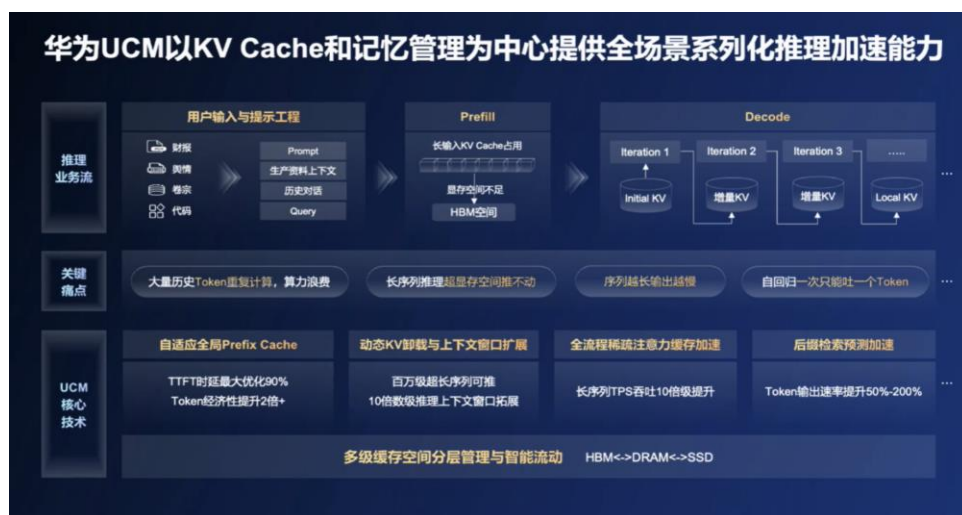 华为UCM以KV Cache和记忆管理为中心提供全场景系列化推理加速能力
推理
业务流
用户输入与提示工程
财报
舆情
卷宗
代码
Prompt
生产资料上下文
历史对话
Query
Prefill
长输入KV Cache占用
显存空间不足
HBM空间
Decode
Iteration 1
Iteration 2
Iteration 3
.....
Initial KV
增量KV
增量KV
Local KV
...
关键
痛点
大量历史Token重复计算，算力浪费
长序列推理超显存空间推不动
序列越长输出越慢
自回归一次只能吐一个Token
...
UCM
核心
技术
自适应全局Prefix Cache
TTFT时延最大优化90%
Token经济性提升2倍+
动态KV卸载与上下文窗口扩展
百万级超长序列可推
10倍数级推理上下文窗口拓展
全流程稀疏注意力缓存加速
长序列TPS吞吐10倍级提升
后缀检索预测加速
Token输出速率提升50%-200%
...
多级缓存空间分层管理与智能流动 HBM<->DRAM<->SSD